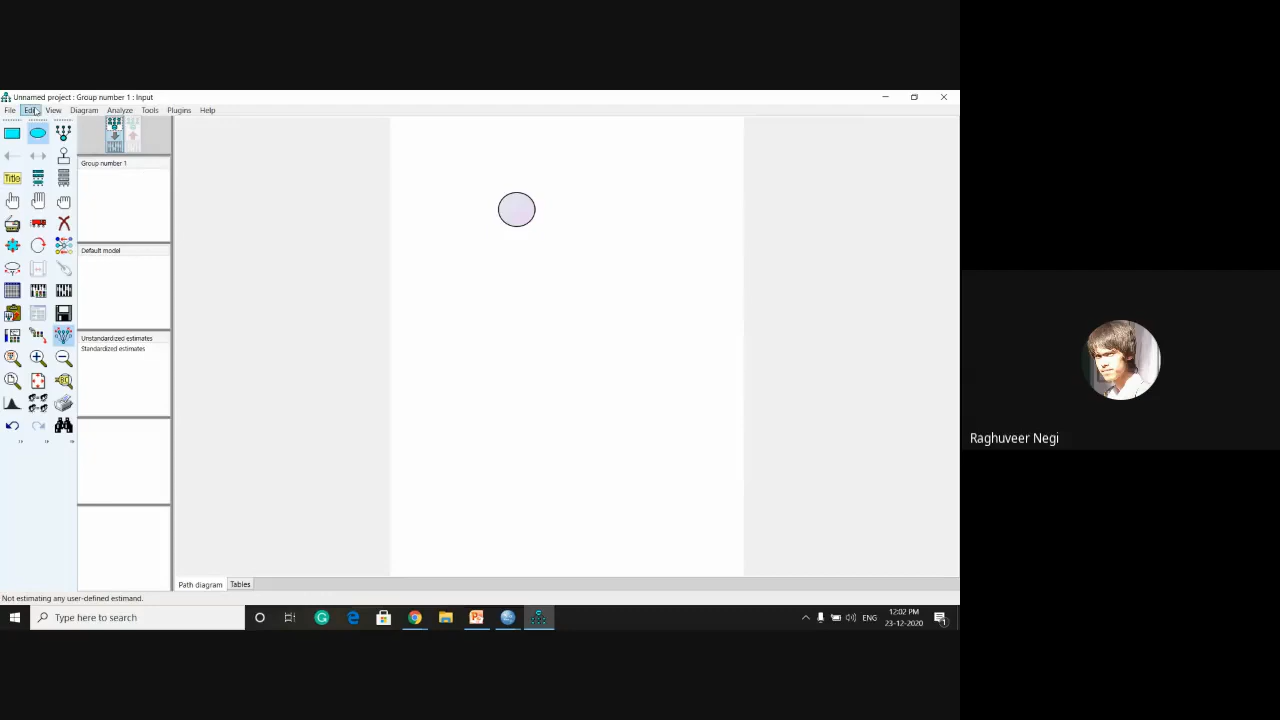 Unnamed project : Group number 1 : Input
File Edit View Diagram Analyze Tools Plugins Help
Title
Group number 1
Default model
Unstandardized estimates
Standardized estimates
Path diagram Tables
Not estimating any user-defined estimand.
Type here to search
ENG
12:02 PM
23-12-2020
Raghuveer Negi